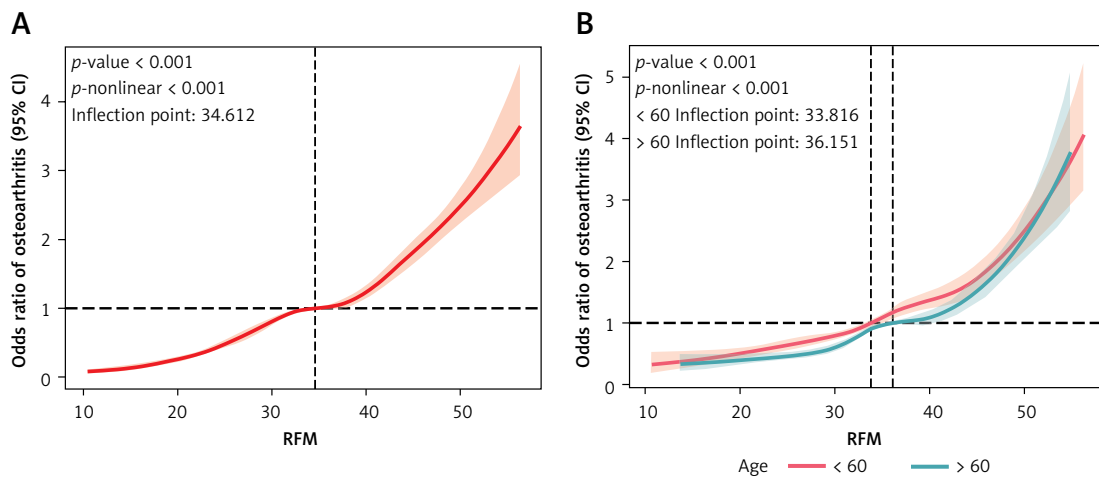 A
p-value < 0.001
p-nonlinear < 0.001
Inflection point: 34.612
Odds ratio of osteoarthritis (95% CI)
4
3
2
1
0
10 20 30 40 50
RFM
B
p-value < 0.001
p-nonlinear < 0.001
< 60 Inflection point: 33.816
> 60 Inflection point: 36.151
Odds ratio of osteoarthritis (95% CI)
5
4
3
2
1
0
10 20 30 40 50
RFM
Age < 60 > 60